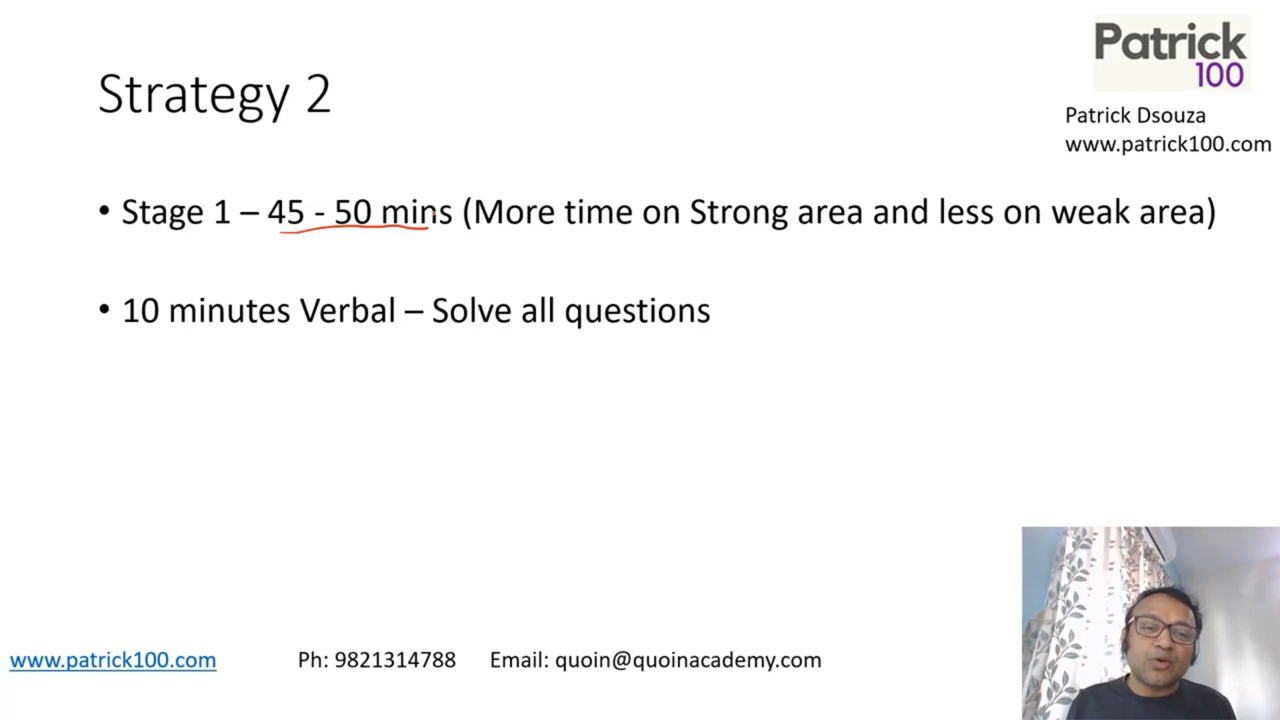 Patrick
100
Patrick Dsouza
www.patrick100.com
Strategy 2
• Stage 1 – 45 - 50 mins (More time on Strong area and less on weak area)
• 10 minutes Verbal – Solve all questions
www.patrick100.com Ph: 9821314788 Email: quoin@quoinacademy.com